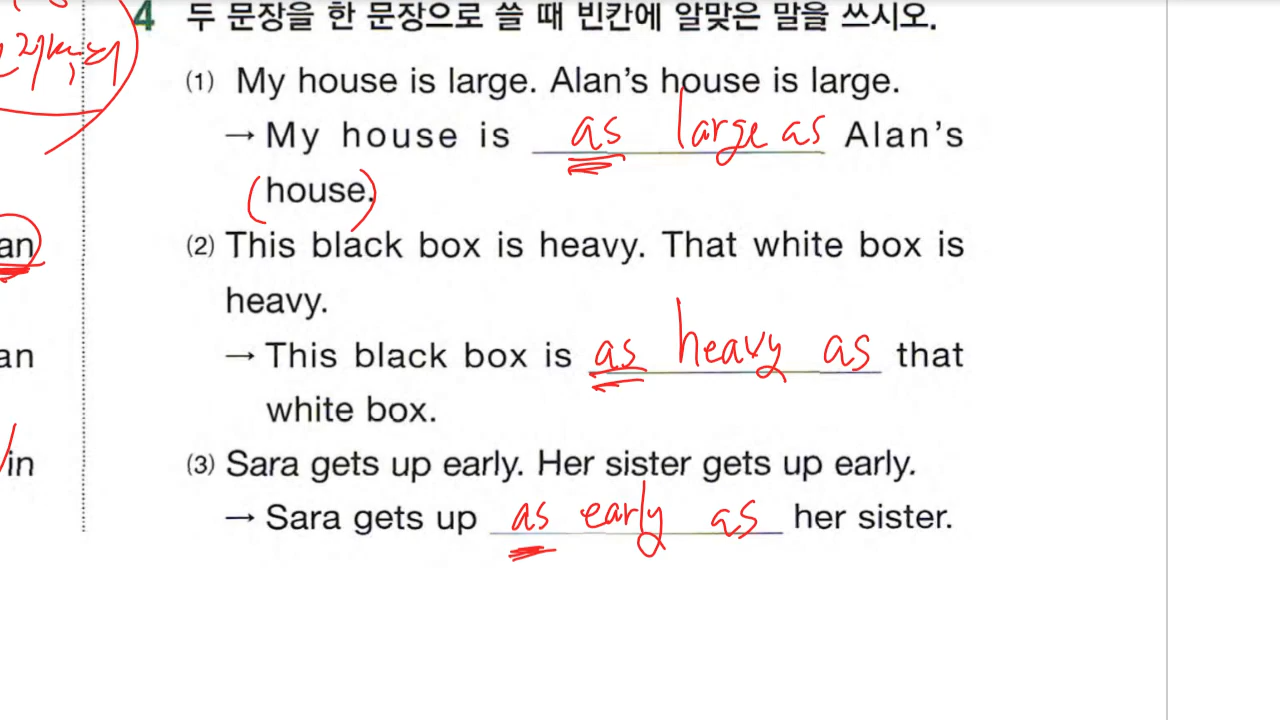 4 두 문장을 한 문장으로 쓸 때 빈칸에 알맞은 말을 쓰시오.
(1) My house is large. Alan's house is large.
→ My house is as large as Alan's
(house.)
an
(2) This black box is heavy. That white box is
heavy.
an → This black box is as heavy as that
white box.
in (3) Sara gets up early. Her sister gets up early.
→ Sara gets up as early as her sister.